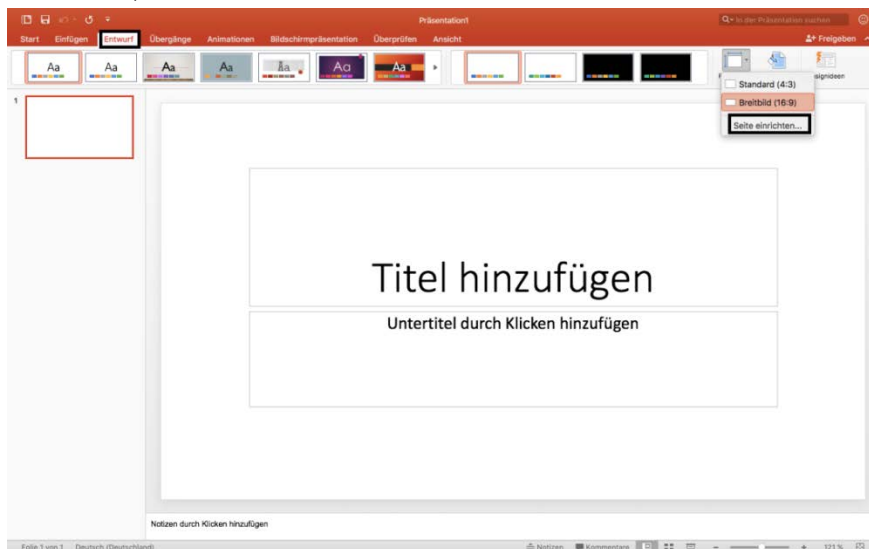 Präsentation1
In der Präsentation suchen
Start Einfügen Entwurf Übergänge Animationen Bildschirmpräsentation Überprüfen Ansicht
Freigeben
Aa Aa Aa Aa Aa Aa Aa
Standard (4:3)
Breitbild (16:9)
Seite einrichten...
1
Titel hinzufügen
Untertitel durch Klicken hinzufügen
Notizen durch Klicken hinzufügen
Folie 1 von 1 Deutsch (Deutschland) Notizen Kommentare 121 %